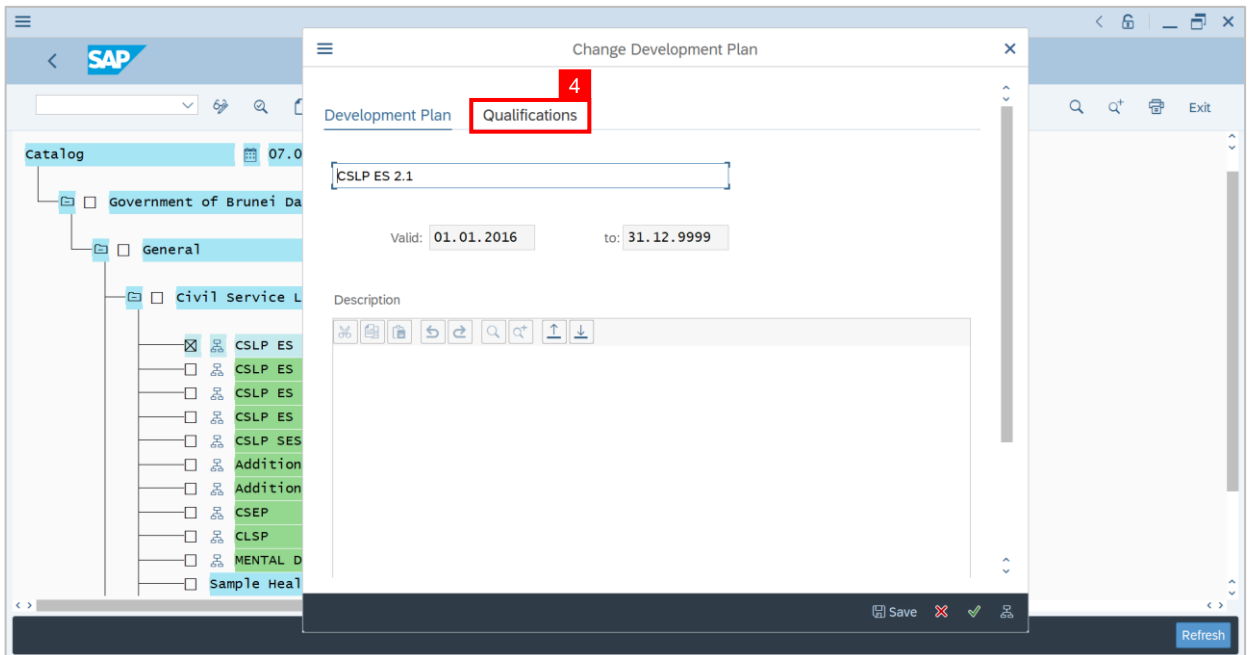 SAP
Change Development Plan
4
Development Plan
Qualifications
Exit
Catalog
07.0
CSLP ES 2.1
Government of Brunei Da
Valid: 01.01.2016 to: 31.12.9999
General
Civil Service L
Description
CSLP ES
CSLP ES
CSLP ES
CSLP ES
CSLP SES
Addition
Addition
CSEP
CLSP
MENTAL D
Sample Heal
Save
Refresh